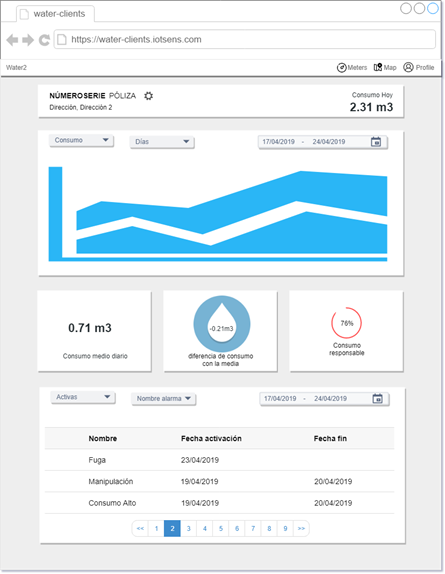 water-clients
https://water-clients.iotsens.com
Water2
Meters Map Profile
NÚMEROSERIE PÓLIZA
Dirección, Dirección 2
Consumo Hoy
2.31 m3
Consumo
Días
17/04/2019 - 24/04/2019
0.71 m3
Consumo medio diario
-0.21m3
diferencia de consumo
con la media
76%
Consumo
responsable
Activas
Nombre alarma
17/04/2019 - 24/04/2019
Nombre Fecha activación Fecha fin
Fuga 23/04/2019
Manipulación 19/04/2019 20/04/2019
Consumo Alto 19/04/2019 20/04/2019
<< 1 2 3 4 5 6 7 8 9 >>